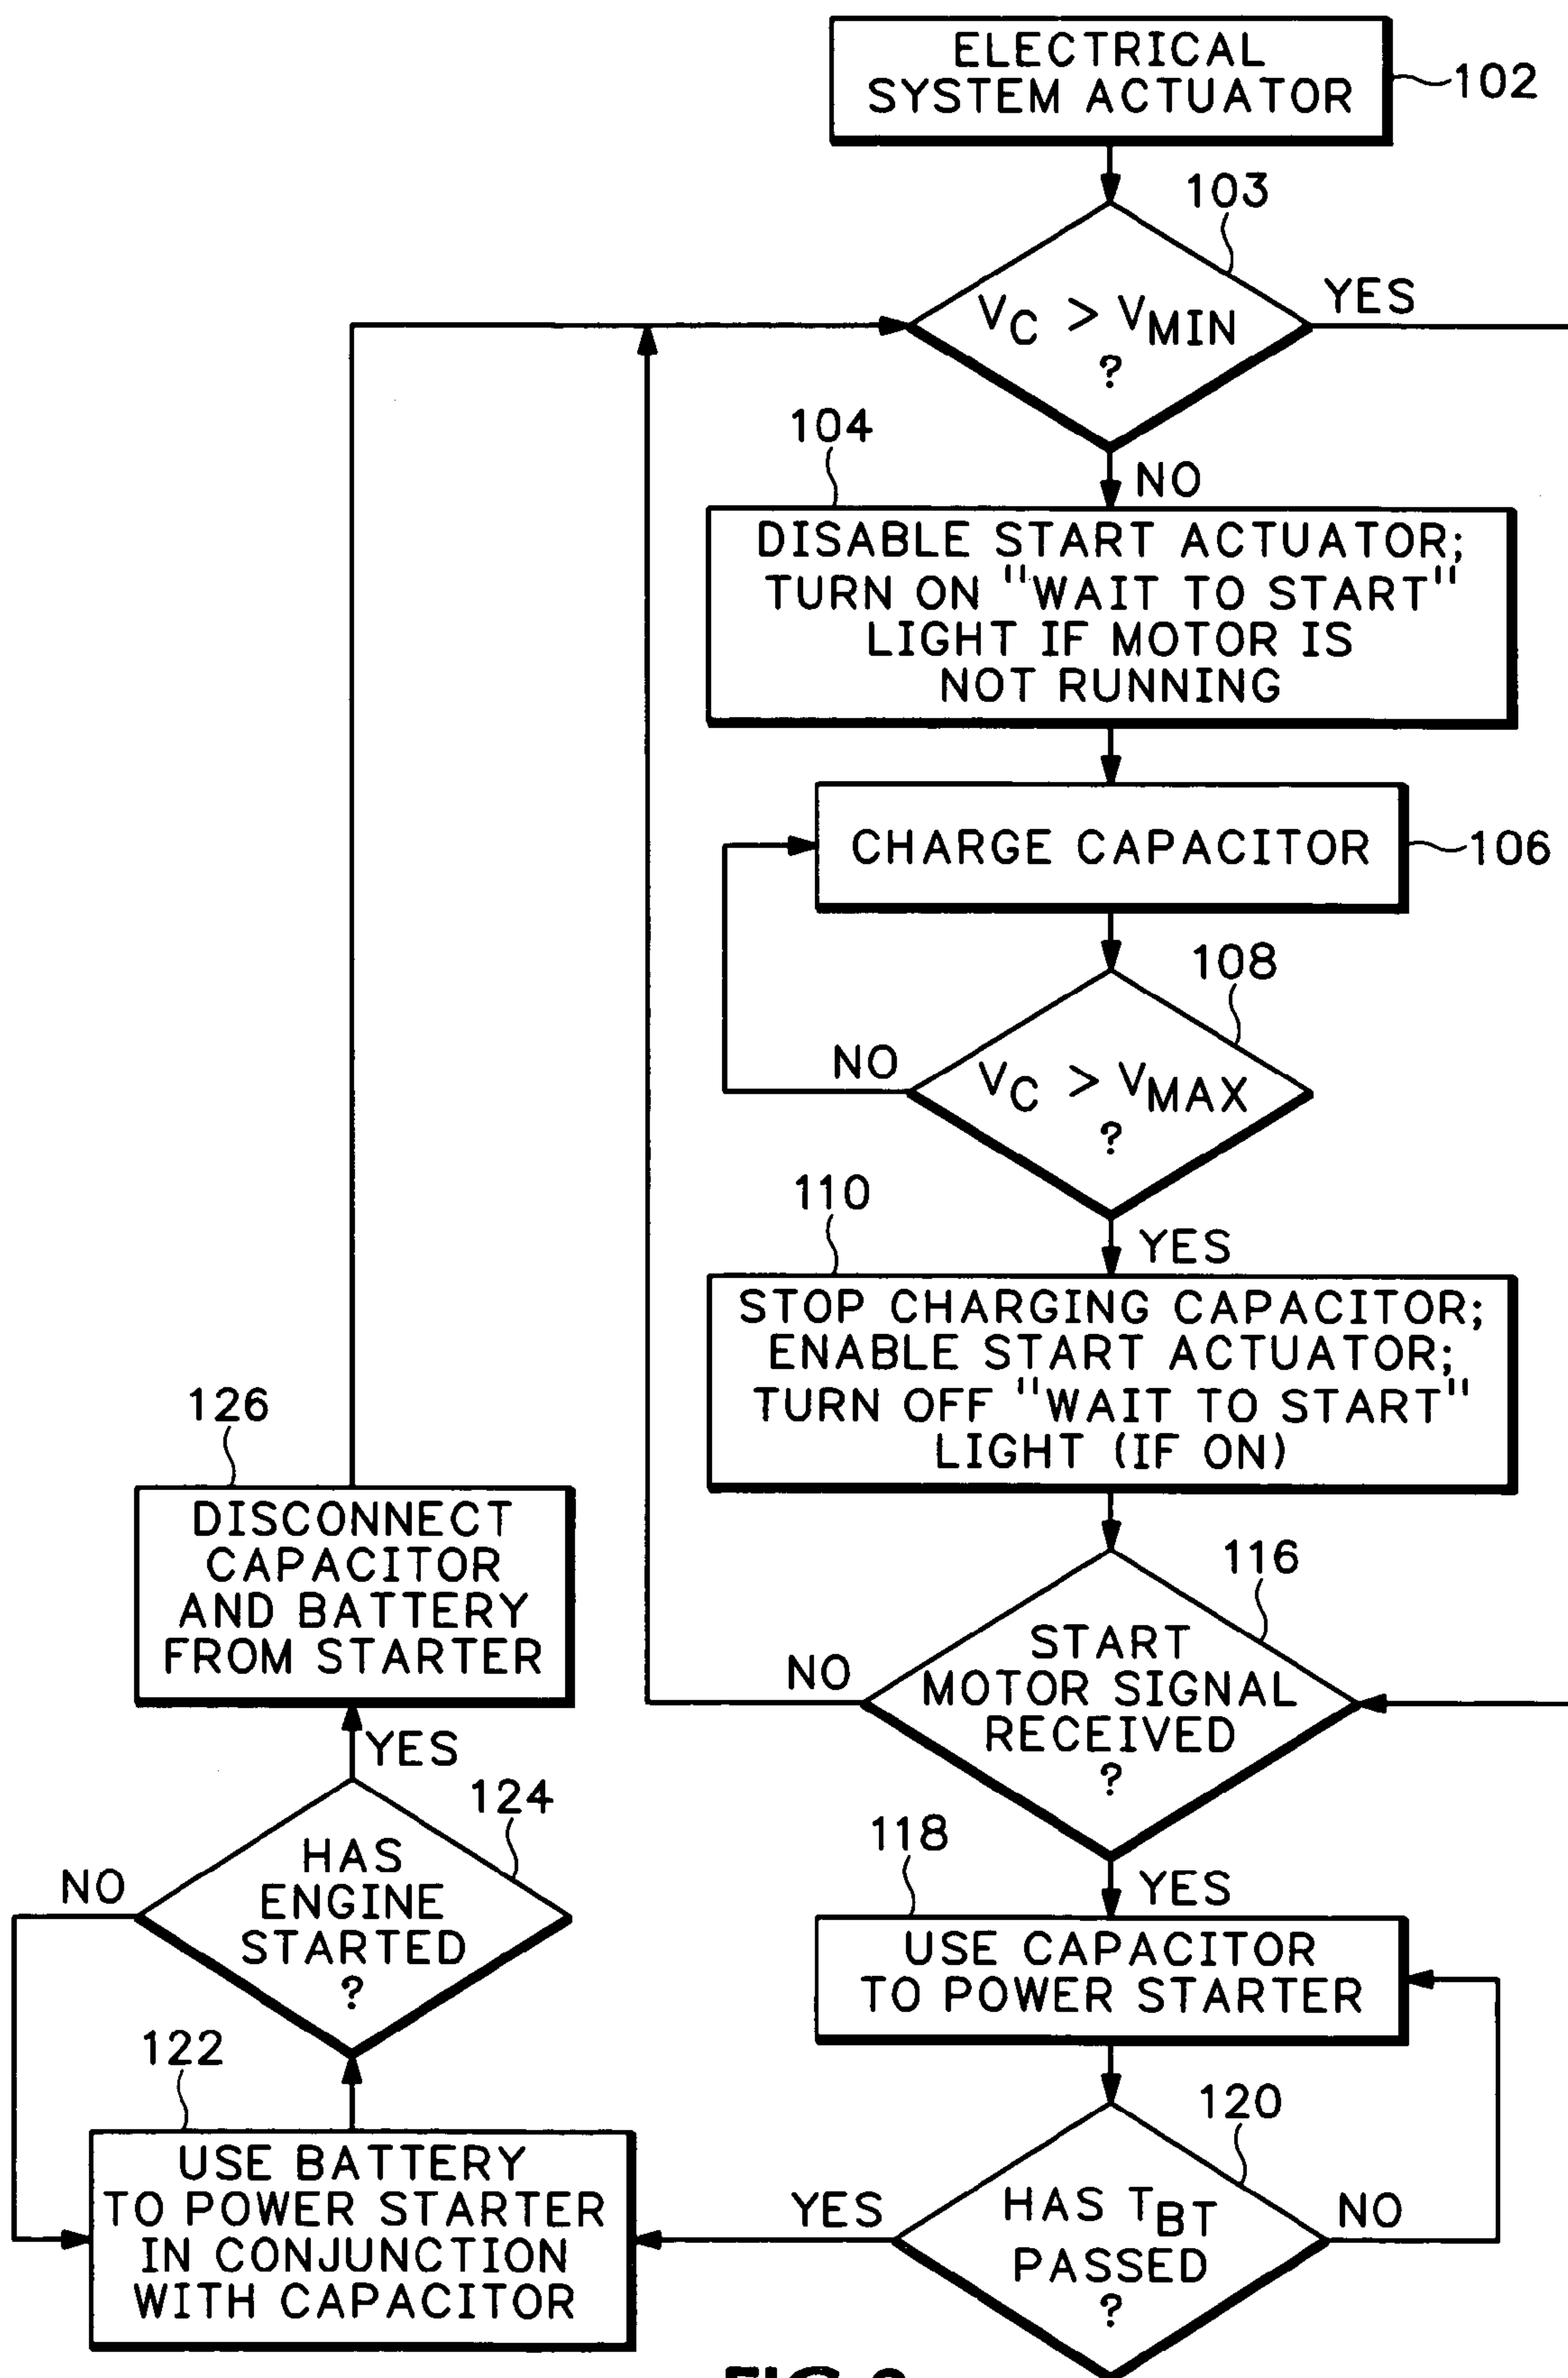 ELECTRICAL
SYSTEM ACTUATOR
102
103
VC > VMIN
?
YES
NO
104
DISABLE START ACTUATOR;
TURN ON "WAIT TO START"
LIGHT IF MOTOR IS
NOT RUNNING
CHARGE CAPACITOR
106
108
VC > VMAX
?
NO
YES
110
STOP CHARGING CAPACITOR;
ENABLE START ACTUATOR;
TURN OFF "WAIT TO START"
LIGHT (IF ON)
116
START
MOTOR SIGNAL
RECEIVED
?
NO
YES
118
USE CAPACITOR
TO POWER STARTER
120
HAS TBT
PASSED
?
NO
YES
122
USE BATTERY
TO POWER STARTER
IN CONJUNCTION
WITH CAPACITOR
124
HAS
ENGINE
STARTED
?
NO
YES
126
DISCONNECT
CAPACITOR
AND BATTERY
FROM STARTER